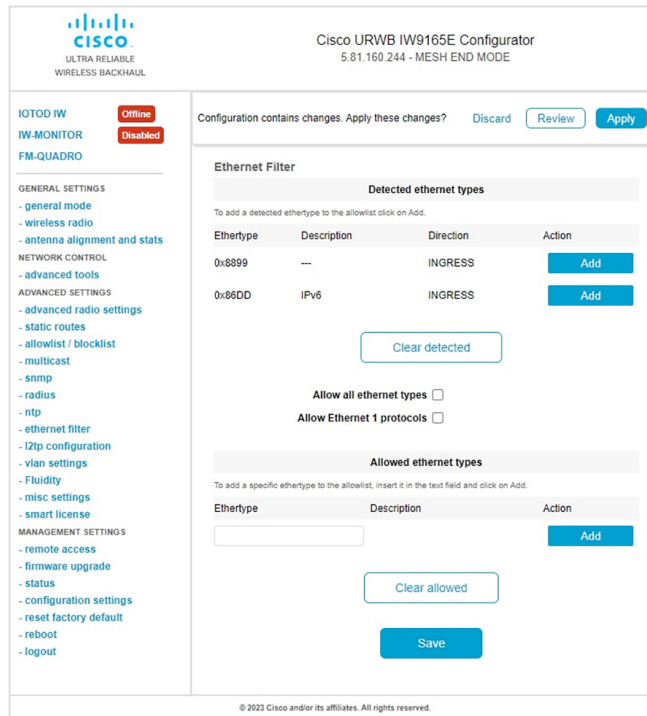 CISCO
ULTRA RELIABLE
WIRELESS BACKHAUL
Cisco URWB IW9165E Configurator
5.81.160.244 - MESH END MODE
IOTOD IW Offline
IW-MONITOR Disabled
FM-QUADRO
GENERAL SETTINGS
- general mode
- wireless radio
- antenna alignment and stats
NETWORK CONTROL
- advanced tools
ADVANCED SETTINGS
- advanced radio settings
- static routes
- allowlist / blocklist
- multicast
- snmp
- radius
- ntp
- ethernet filter
- l2tp configuration
- vlan settings
- Fluidity
- misc settings
- smart license
MANAGEMENT SETTINGS
- remote access
- firmware upgrade
- status
- configuration settings
- reset factory default
- reboot
- logout
Configuration contains changes. Apply these changes? Discard Review Apply
Ethernet Filter
Detected ethernet types
To add a detected ethertype to the allowlist click on Add.
Ethertype Description Direction Action
0x8899 --- INGRESS Add
0x86DD IPv6 INGRESS Add
Clear detected
Allow all ethernet types
Allow Ethernet 1 protocols
Allowed ethernet types
To add a specific ethertype to the allowlist, insert it in the text field and click on Add.
Ethertype Description Action
Add
Clear allowed
Save
© 2023 Cisco and/or its affiliates. All rights reserved.